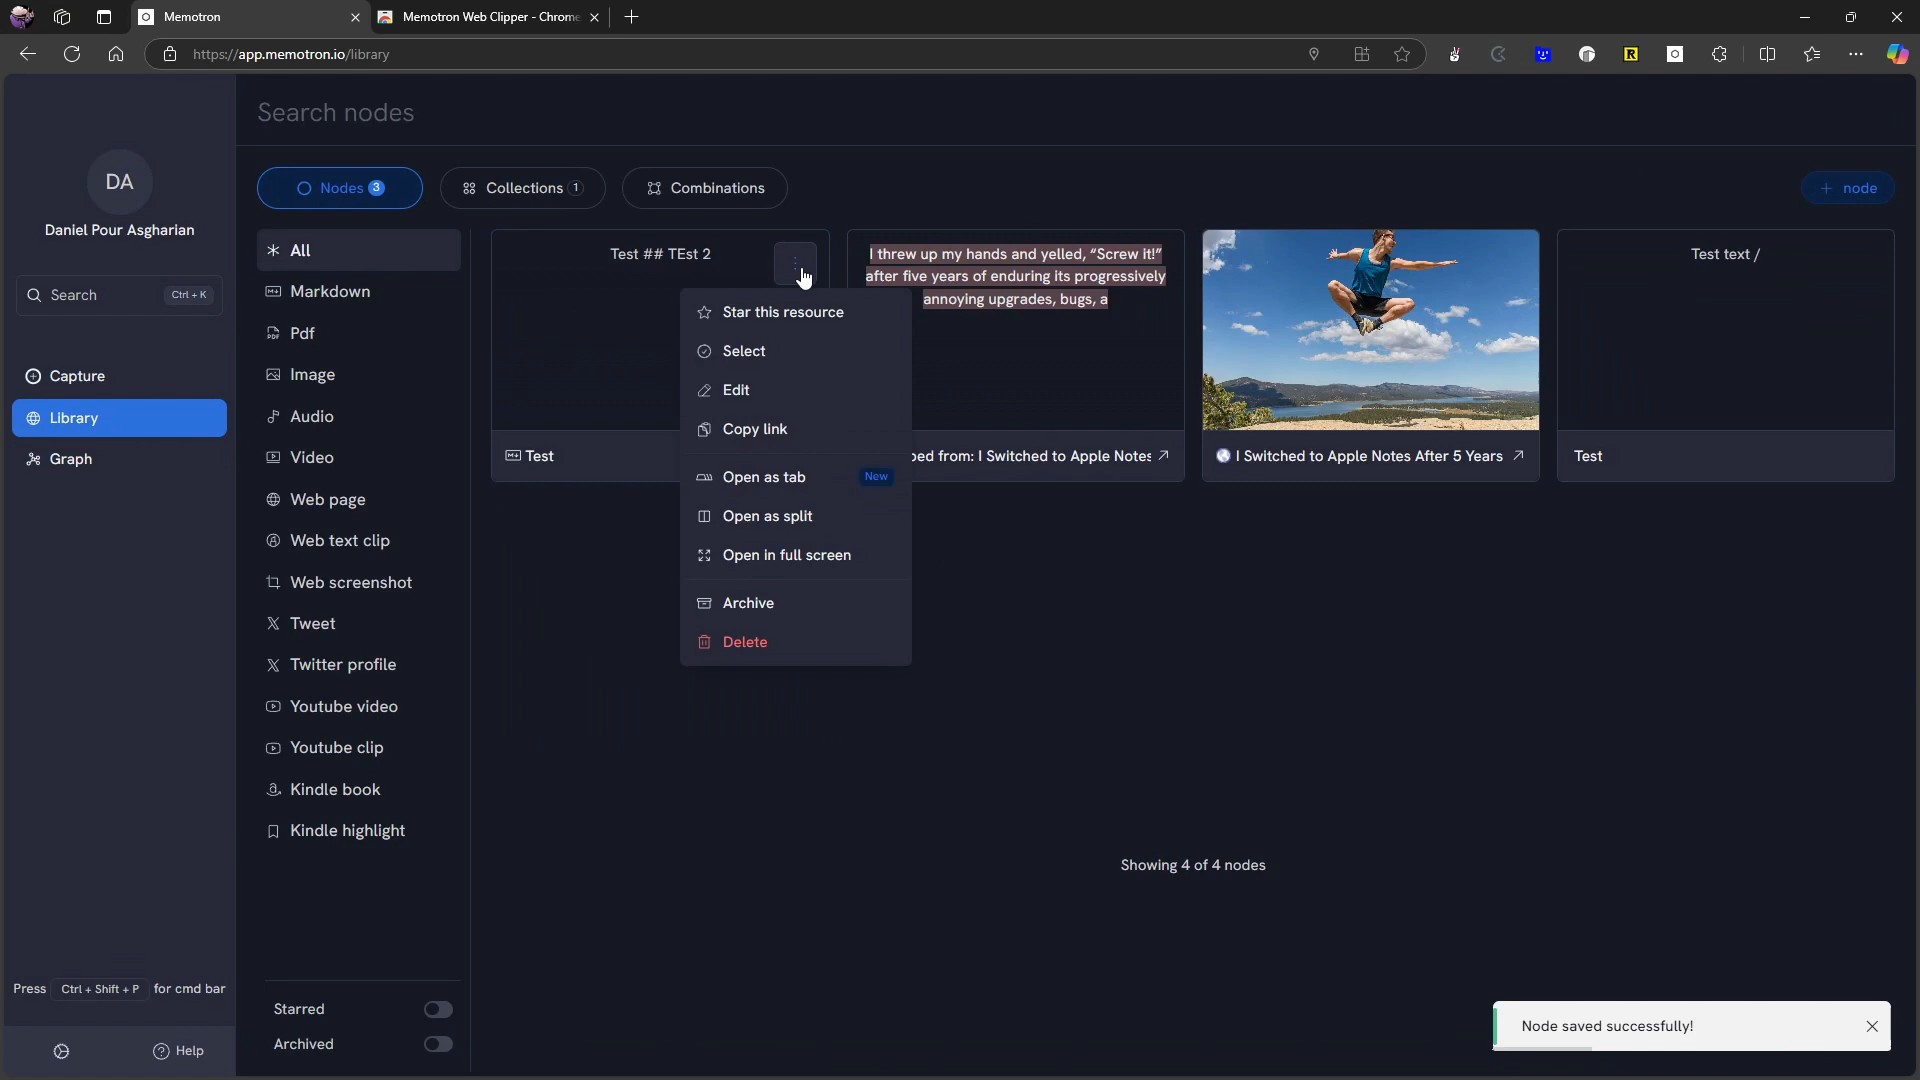 Memotron
Memotron Web Clipper - Chrome
https://app.memotron.io/library
DA
Daniel Pour Asgharian
Search
Ctrl + K
Capture
Library
Graph
Press Ctrl + Shift + P for cmd bar
Help
Search nodes
Nodes 3
Collections 1
Combinations
+ node
All
Markdown
Pdf
Image
Audio
Video
Web page
Web text clip
Web screenshot
Tweet
Twitter profile
Youtube video
Youtube clip
Kindle book
Kindle highlight
Starred
Archived
Test ## TEst 2
Test
Star this resource
Select
Edit
Copy link
Open as tab New
Open as split
Open in full screen
Archive
Delete
I threw up my hands and yelled, “Screw it!”
after five years of enduring its progressively
annoying upgrades, bugs, a
ped from: I Switched to Apple Notes
I Switched to Apple Notes After 5 Years
Test text /
Test
Showing 4 of 4 nodes
Node saved successfully!